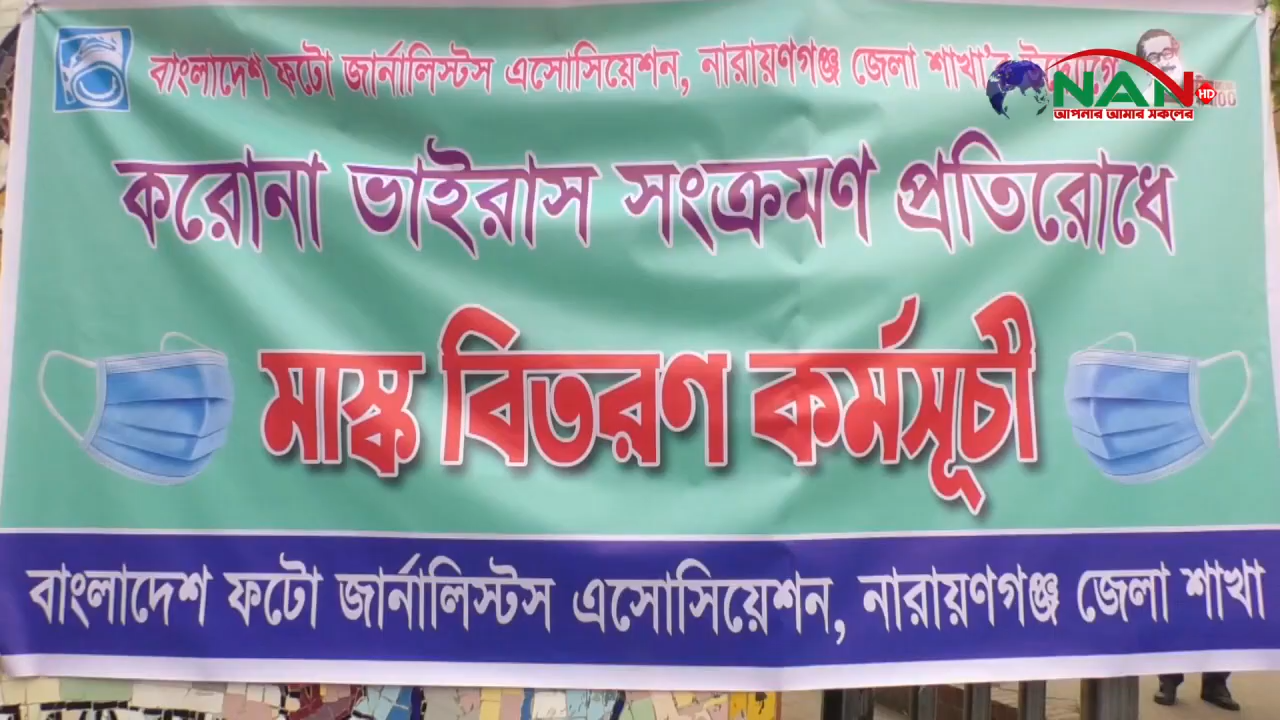 বাংলাদেশ ফটো জার্নালিস্টস এসোসিয়েশন, নারায়ণগঞ্জ জেলা শাখা'র
NAN HD
আপনার আমার সকলের
করোনা ভাইরাস সংক্রমণ প্রতিরোধে
মাস্ক বিতরণ কর্মসূচী
বাংলাদেশ ফটো জার্নালিস্টস এসোসিয়েশন, নারায়ণগঞ্জ জেলা শাখা